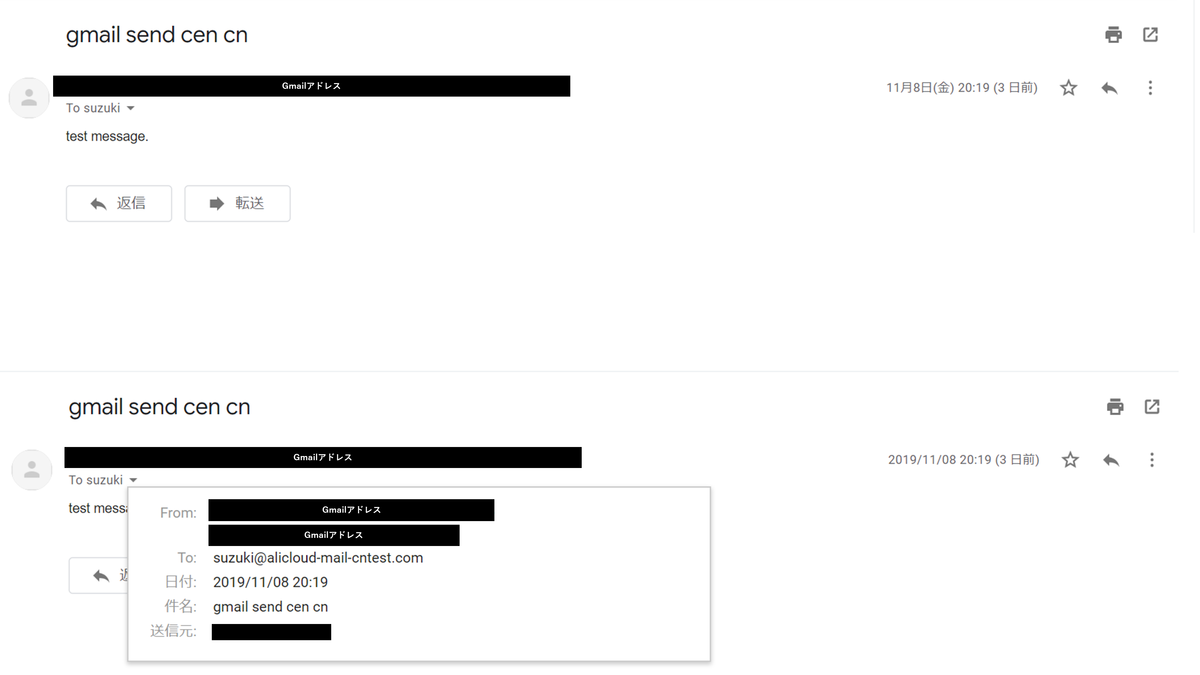 gmail send cen cn
Gmailアドレス
11月8日(金) 20:19 (3 日前)
To suzuki
test message.
返信
転送
gmail send cen cn
Gmailアドレス
2019/11/08 20:19 (3 日前)
To suzuki
test messa
From: Gmailアドレス
Gmailアドレス
To: suzuki@alicloud-mail-cntest.com
日付: 2019/11/08 20:19
件名: gmail send cen cn
送信元: